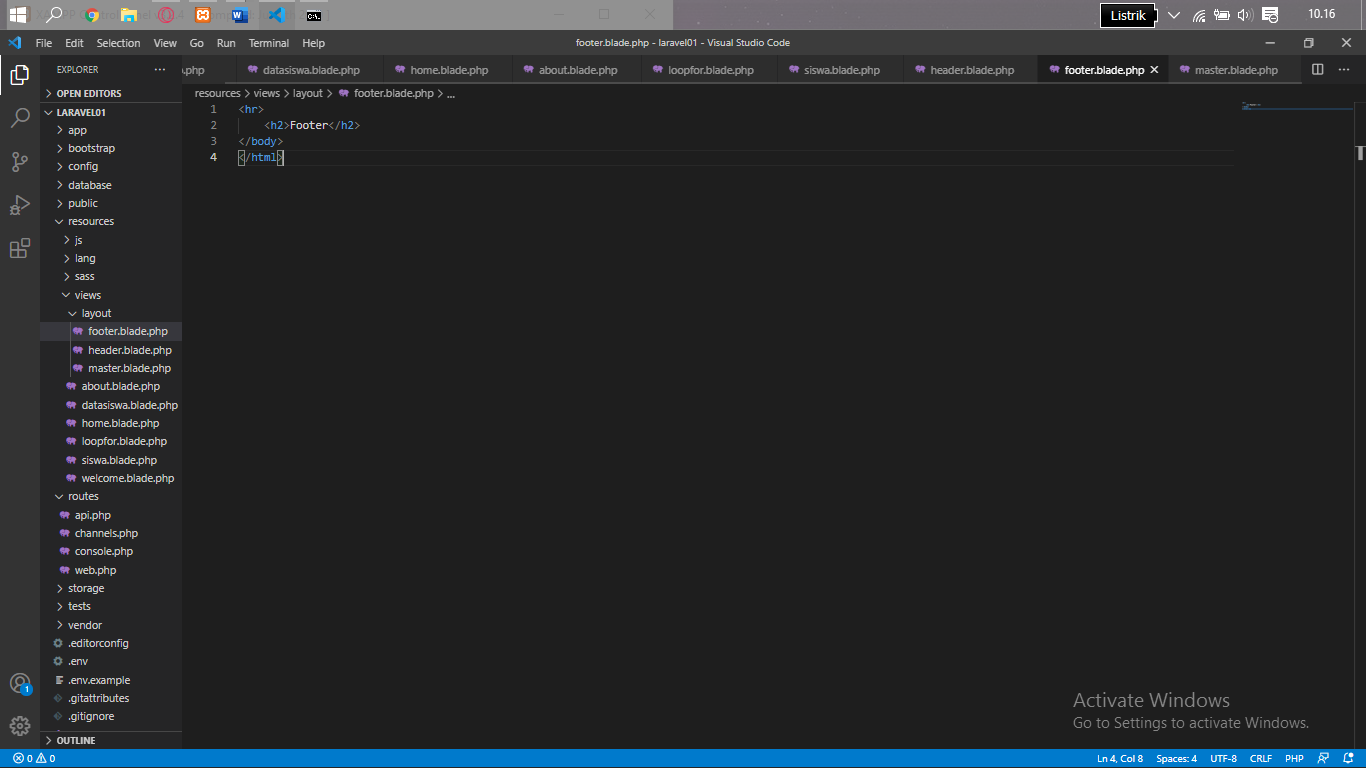 Listrik
10.16
File Edit Selection View Go Run Terminal Help
footer.blade.php - laravel01 - Visual Studio Code
EXPLORER
.php
datasiswa.blade.php
home.blade.php
about.blade.php
loopfor.blade.php
siswa.blade.php
header.blade.php
footer.blade.php
master.blade.php
OPEN EDITORS
resources > views > layout > footer.blade.php > ...
LARAVEL01
app
bootstrap
config
database
public
resources
js
lang
sass
views
layout
footer.blade.php
header.blade.php
master.blade.php
about.blade.php
datasiswa.blade.php
home.blade.php
loopfor.blade.php
siswa.blade.php
welcome.blade.php
routes
api.php
channels.php
console.php
web.php
storage
tests
vendor
.editorconfig
.env
.env.example
.gitattributes
.gitignore
OUTLINE
1 <hr>
2 <h2>Footer</h2>
3 </body>
4 </html>
Activate Windows
Go to Settings to activate Windows.
1
0 0
Ln 4, Col 8 Spaces: 4 UTF-8 CRLF PHP